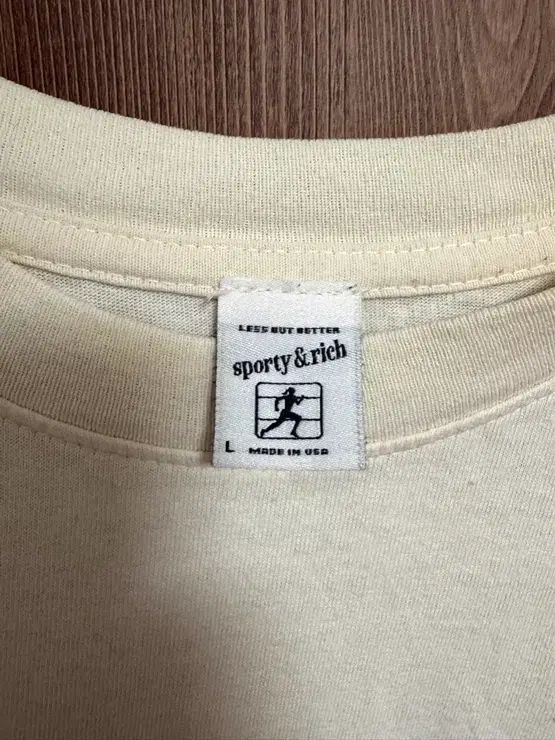 LESS BUT BETTER
sporty & rich
L MADE IN USA